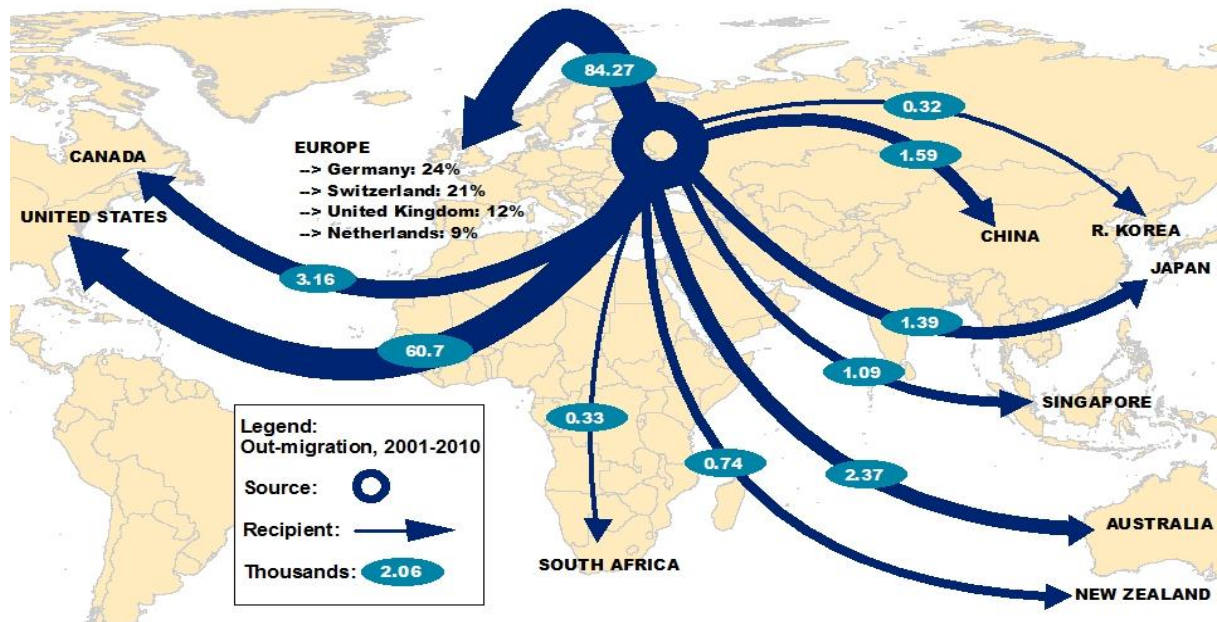 84.27
0.32
CANADA
EUROPE
--> Germany: 24%
--> Switzerland: 21%
--> United Kingdom: 12%
--> Netherlands: 9%
1.59
UNITED STATES
CHINA
R. KOREA
JAPAN
3.16
1.39
60.7
1.09
SINGAPORE
0.33
0.74
2.37
Legend:
Out-migration, 2001-2010
Source:
Recipient:
Thousands: 2.06
AUSTRALIA
SOUTH AFRICA
NEW ZEALAND